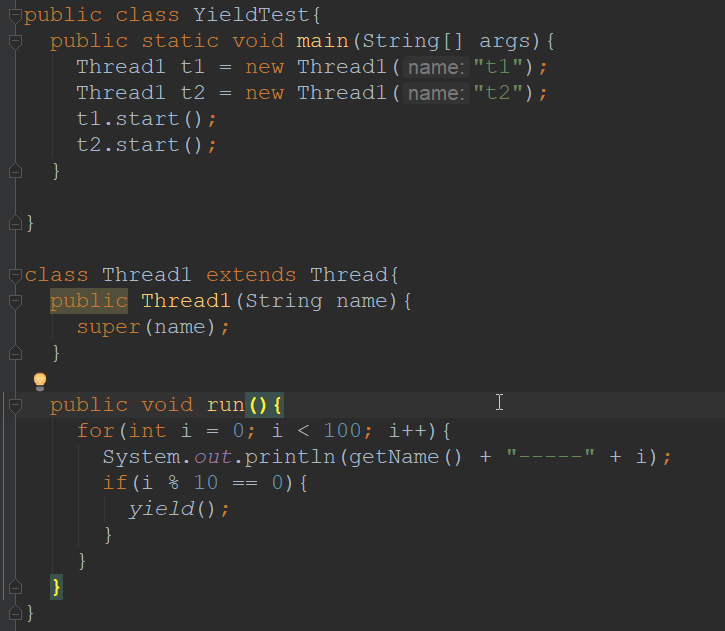 public class YieldTest{
public static void main(String[] args){
Thread1 t1 = new Thread1( name: "t1");
Thread1 t2 = new Thread1( name: "t2");
t1.start();
t2.start();
}
}
class Thread1 extends Thread{
public Thread1(String name){
super(name);
}
public void run(){
for(int i = 0; i < 100; i++){
System.out.println(getName() + "-----" + i);
if(i % 10 == 0){
yield();
}
}
}
}